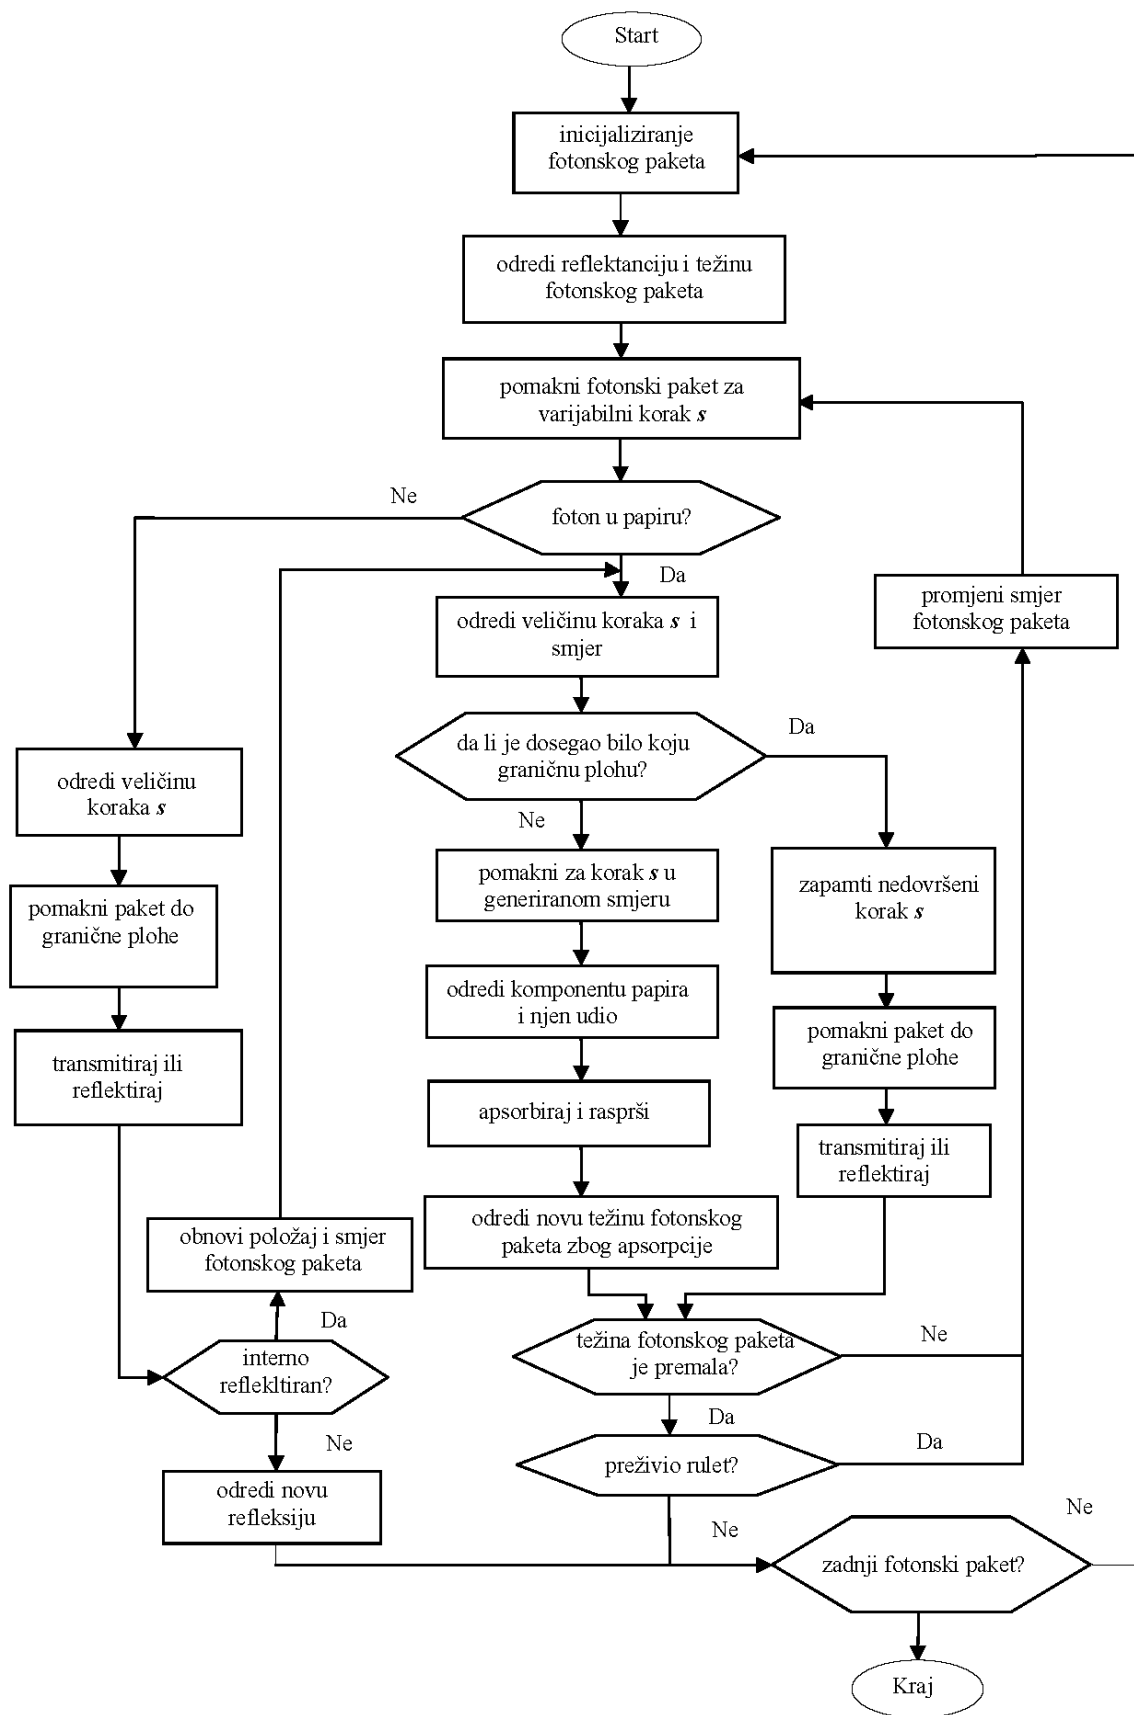 Start
inicijaliziranje
fotonskog paketa
odredi reflektanciju i težinu
fotonskog paketa
pomakni fotonski paket za
varijabilni korak s
Ne
foton u papiru?
Da
odredi veličinu koraka s i
smjer
promjeni smjer
fotonskog paketa
da li je dosegao bilo koju
graničnu plohu?
Da
Ne
odredi veličinu
koraka s
pomakni za korak s u
generiranom smjeru
zapamti nedovršeni
korak s
pomakni paket do
granične plohe
odredi komponentu papira
i njen udio
pomakni paket do
granične plohe
transmitiraj ili
reflektiraj
apsorbiraj i rasprši
transmitiraj ili
reflektiraj
obnovi položaj i smjer
fotonskog paketa
odredi novu težinu fotonskog
paketa zbog apsorpcije
Da
interno
reflekltiran?
Ne
težina fotonskog paketa
je premala?
Ne
Da
preživio rulet?
Da
Ne
odredi novu
refleksiju
zadnji fotonski paket?
Ne
Kraj